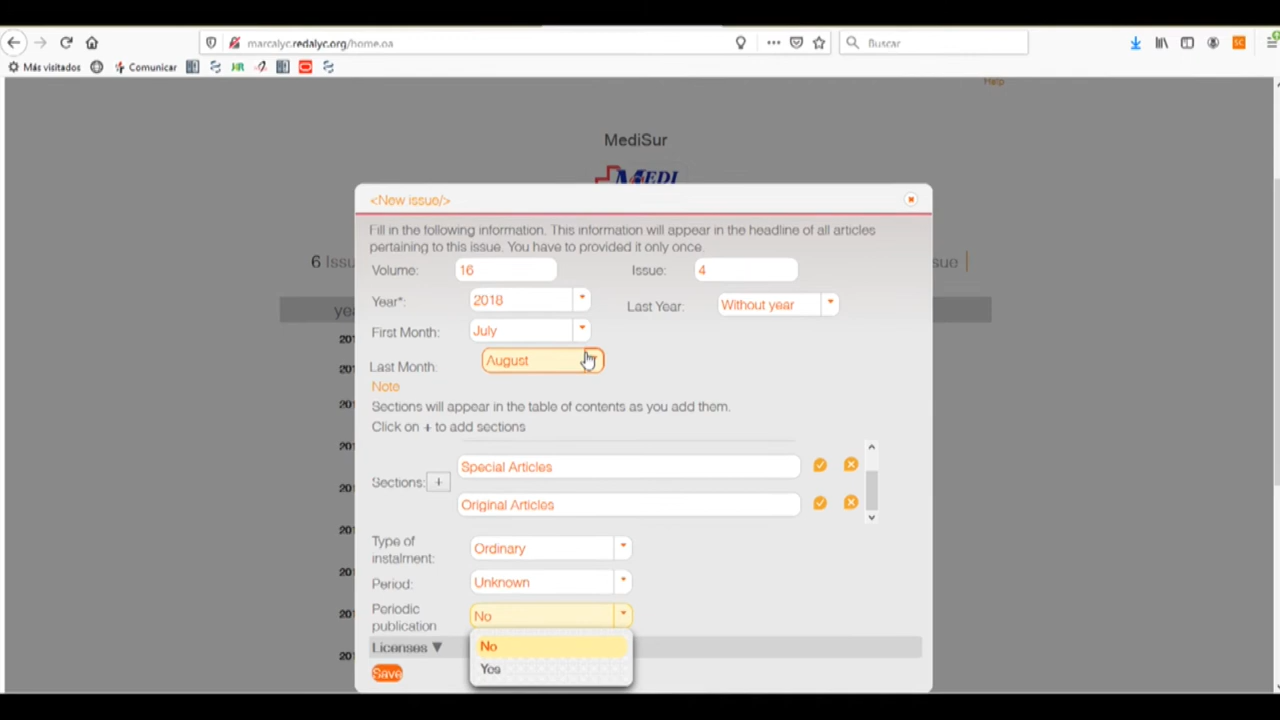 marcalyc.redalyc.org/home.oa
Buscar
Más visitados
Comunicar
Help
MediSur
MEDI
<New issue/>
Fill in the following information. This information will appear in the headline of all articles
pertaining to this issue. You have to provided it only once.
Volume: 16 Issue: 4
Year*: 2018 Last Year: Without year
First Month: July
Last Month: August
Note
Sections will appear in the table of contents as you add them.
Click on + to add sections
Special Articles
Sections: +
Original Articles
Type of
instalment: Ordinary
Period: Unknown
Periodic
publication No
Licenses ▼ No
Yes
Save